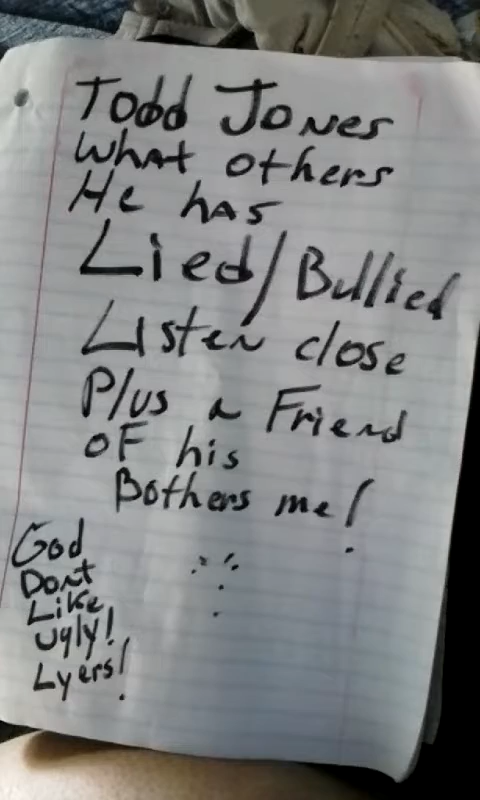 Todd Jones
What others
He has
Lied/Bullied
Listen close
Plus a Friend
OF his
Bothers me!
God
Dont
Like
Ugly!
Lyers!